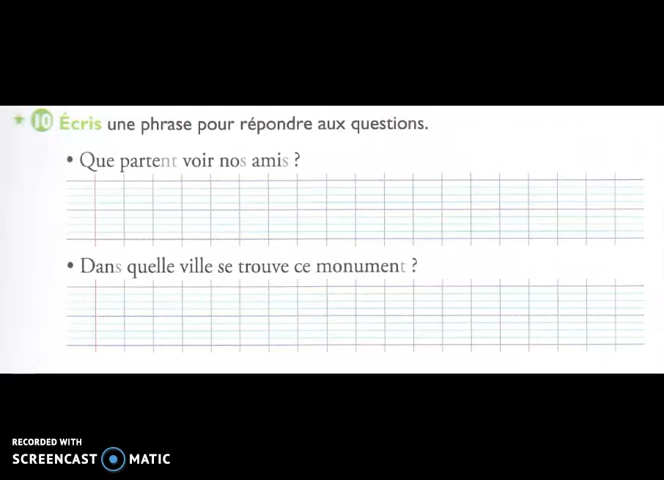 * 10 Écris une phrase pour répondre aux questions.
• Que partent voir nos amis ?
• Dans quelle ville se trouve ce monument ?
RECORDED WITH
SCREENCAST MATIC